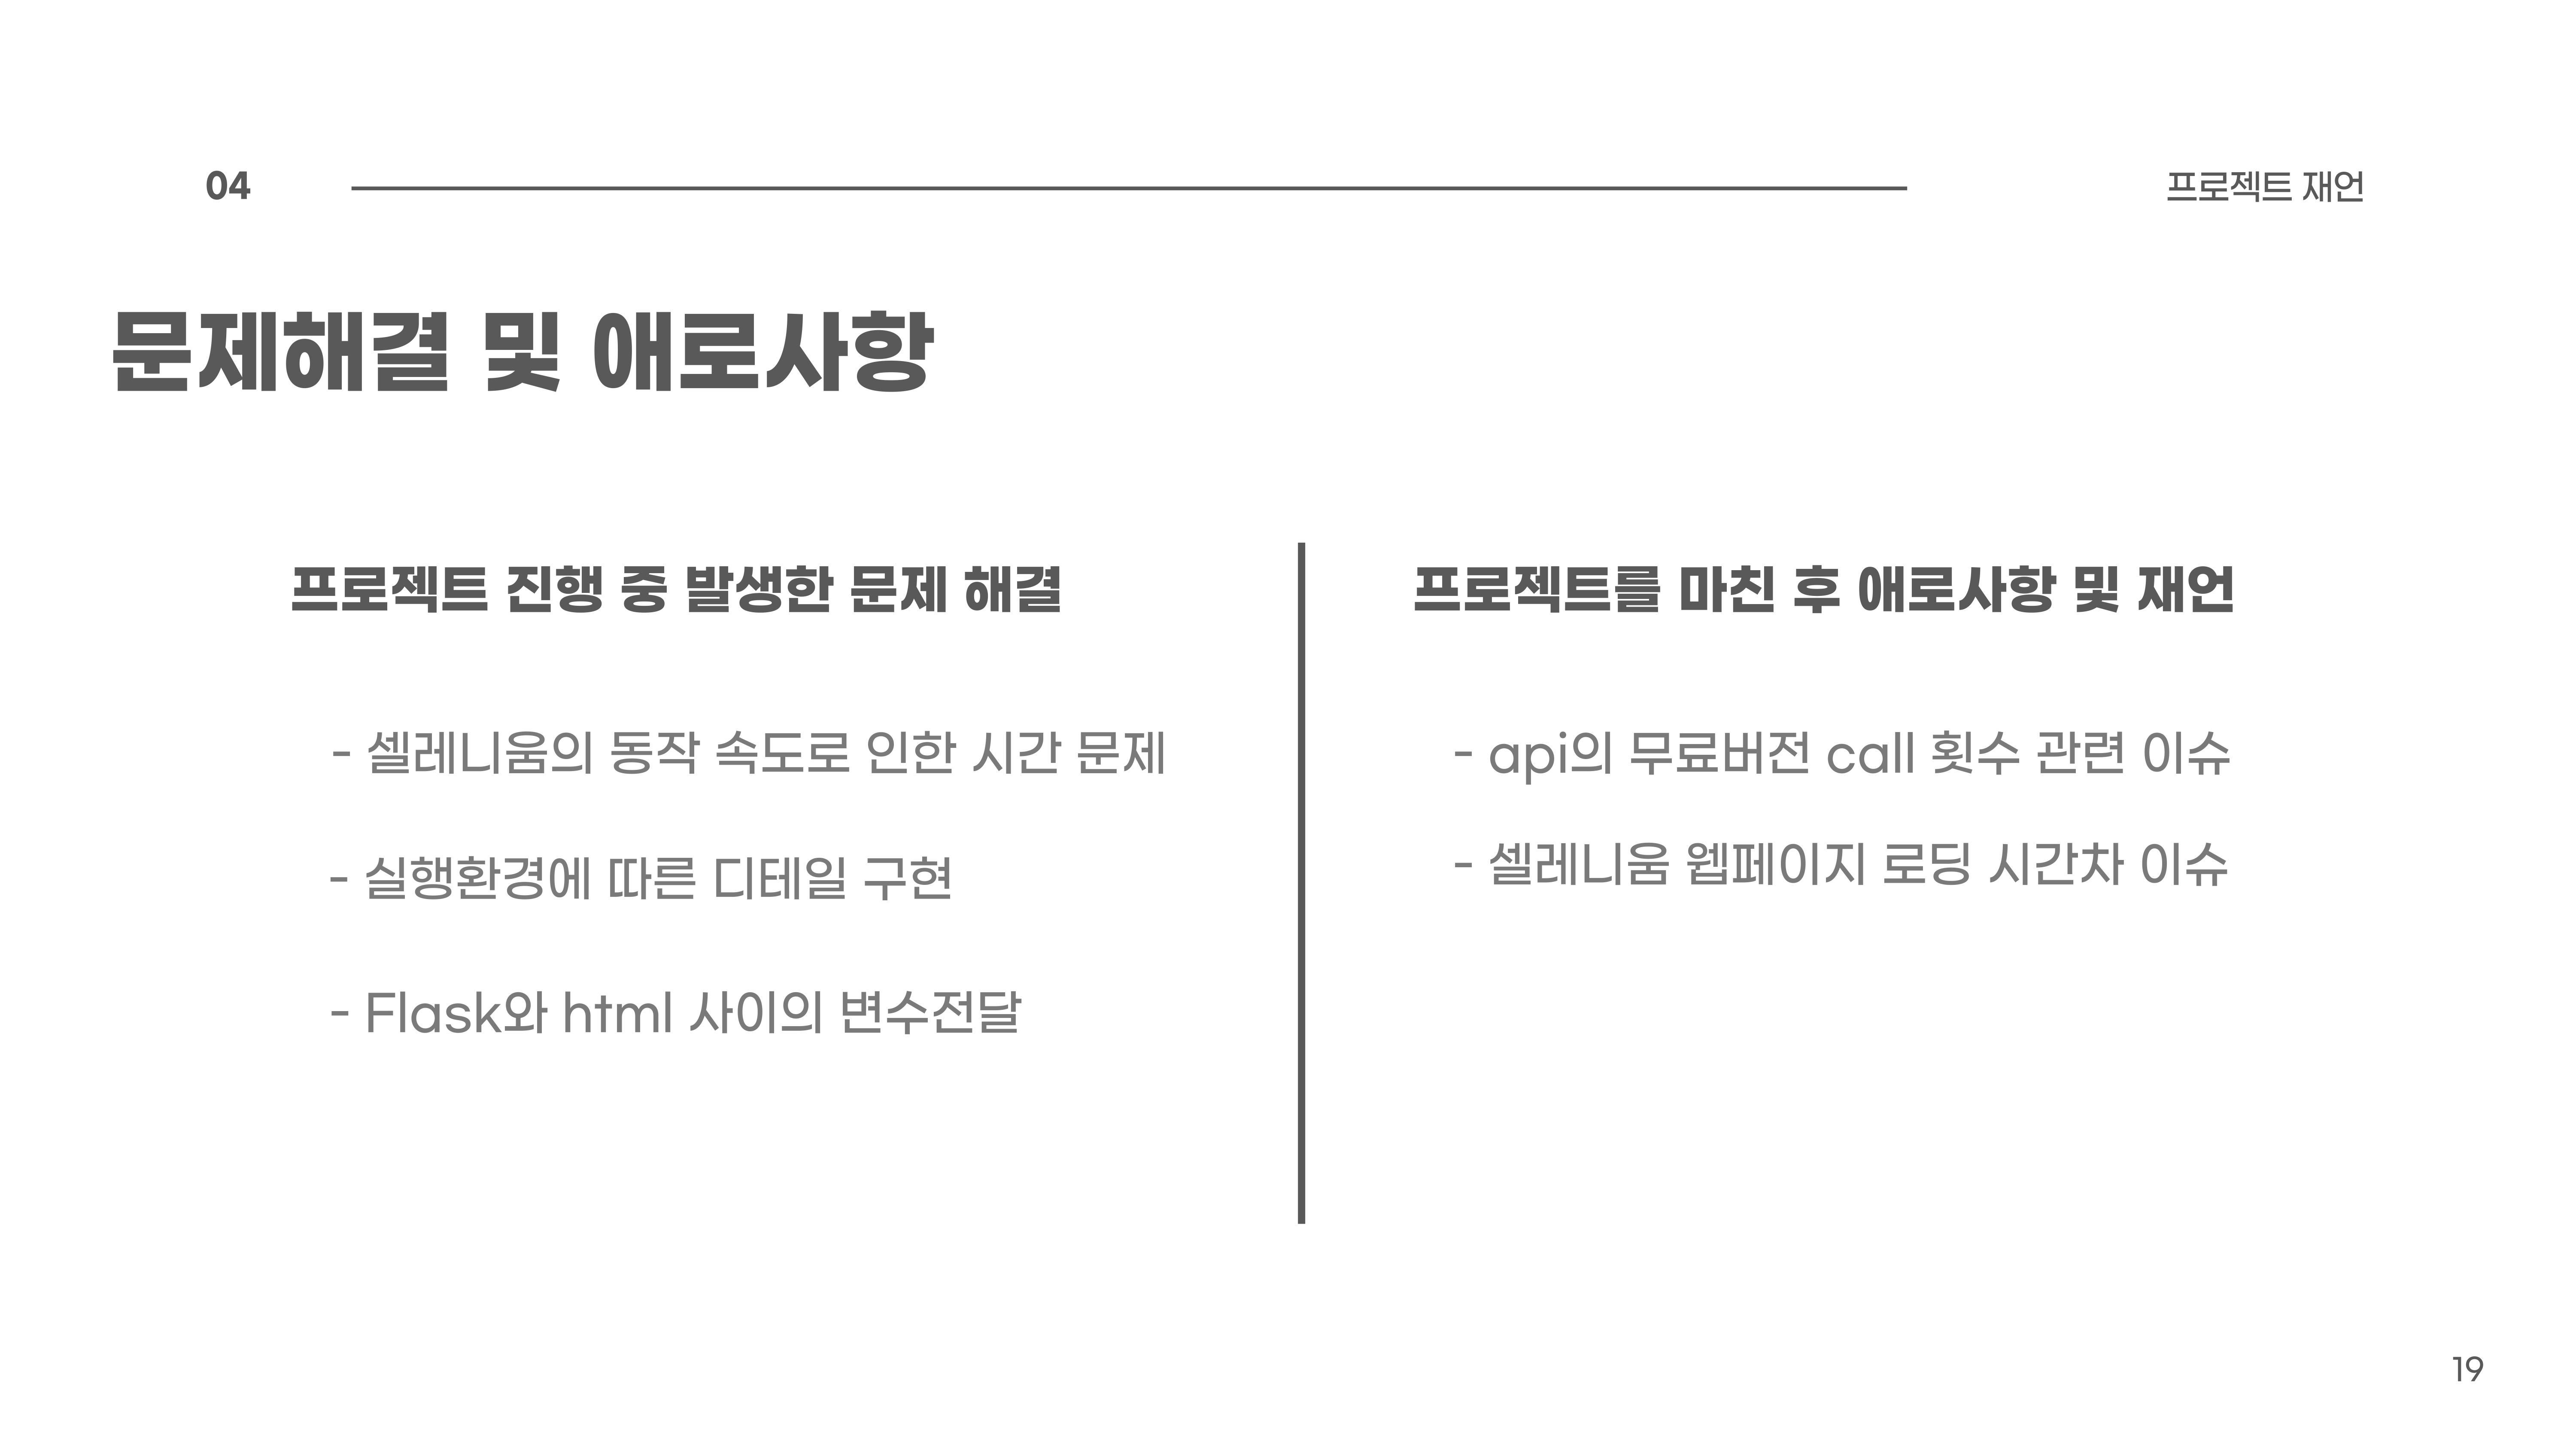 04
프로젝트 재언
문제해결 및 애로사항
프로젝트 진행 중 발생한 문제 해결
- 셀레니움의 동작 속도로 인한 시간 문제
- 실행환경에 따른 디테일 구현
- Flask와 html 사이의 변수전달
프로젝트를 마친 후 애로사항 및 재언
- api의 무료버전 call 횟수 관련 이슈
- 셀레니움 웹페이지 로딩 시간차 이슈
19